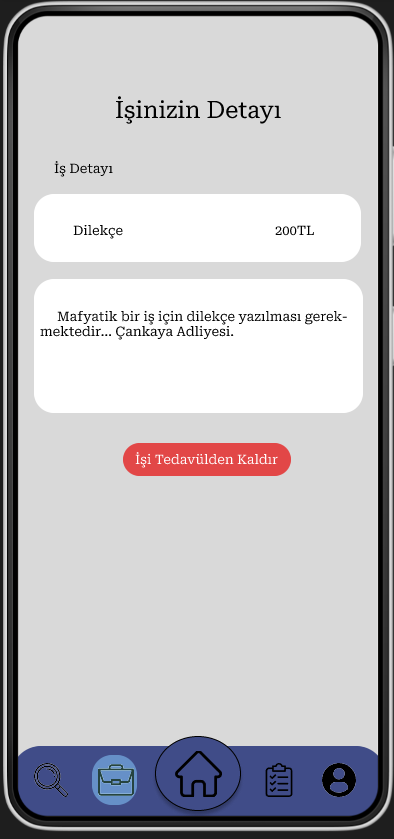 İşinizin Detayı
İş Detayı
Dilekçe 200TL
Mafyatik bir iş için dilekçe yazılması gerek-
mektedir... Çankaya Adliyesi.
İşi Tedavülden Kaldır